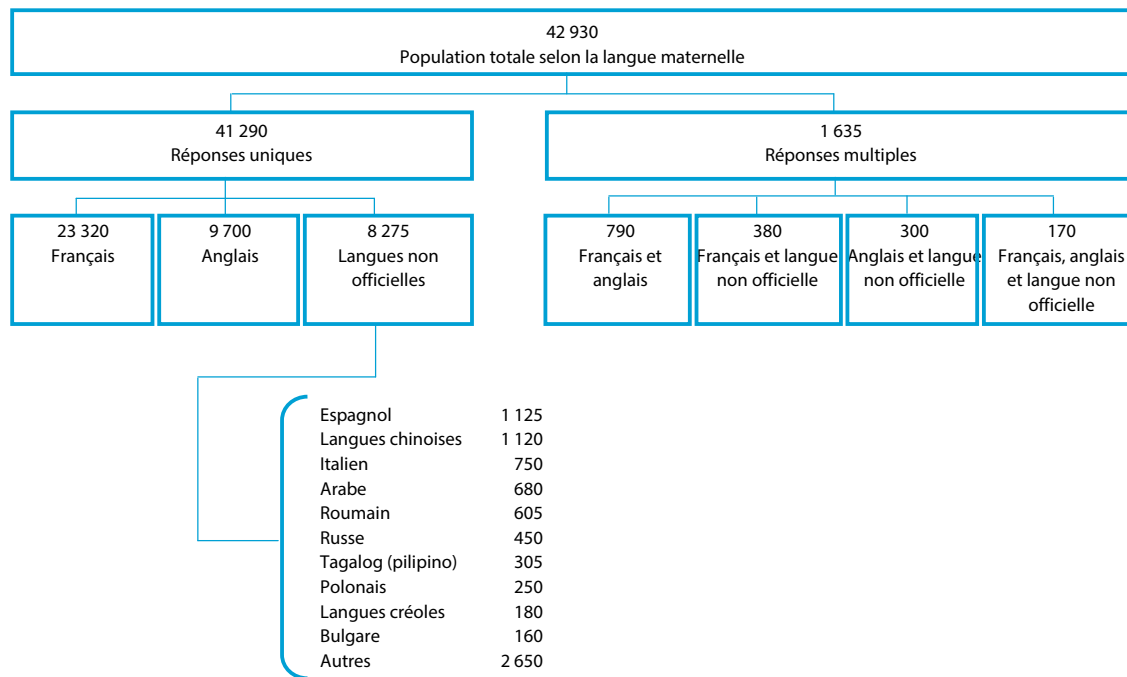 42 930
Population totale selon la langue maternelle
41 290
Réponses uniques
1 635
Réponses multiples
23 320
Français
9 700
Anglais
8 275
Langues non
officielles
790
Français et
anglais
380
Français et langue
non officielle
300
Anglais et langue
non officielle
170
Français, anglais
et langue non
officielle
Espagnol 1 125
Langues chinoises 1 120
Italien 750
Arabe 680
Roumain 605
Russe 450
Tagalog (pilipino) 305
Polonais 250
Langues créoles 180
Bulgare 160
Autres 2 650